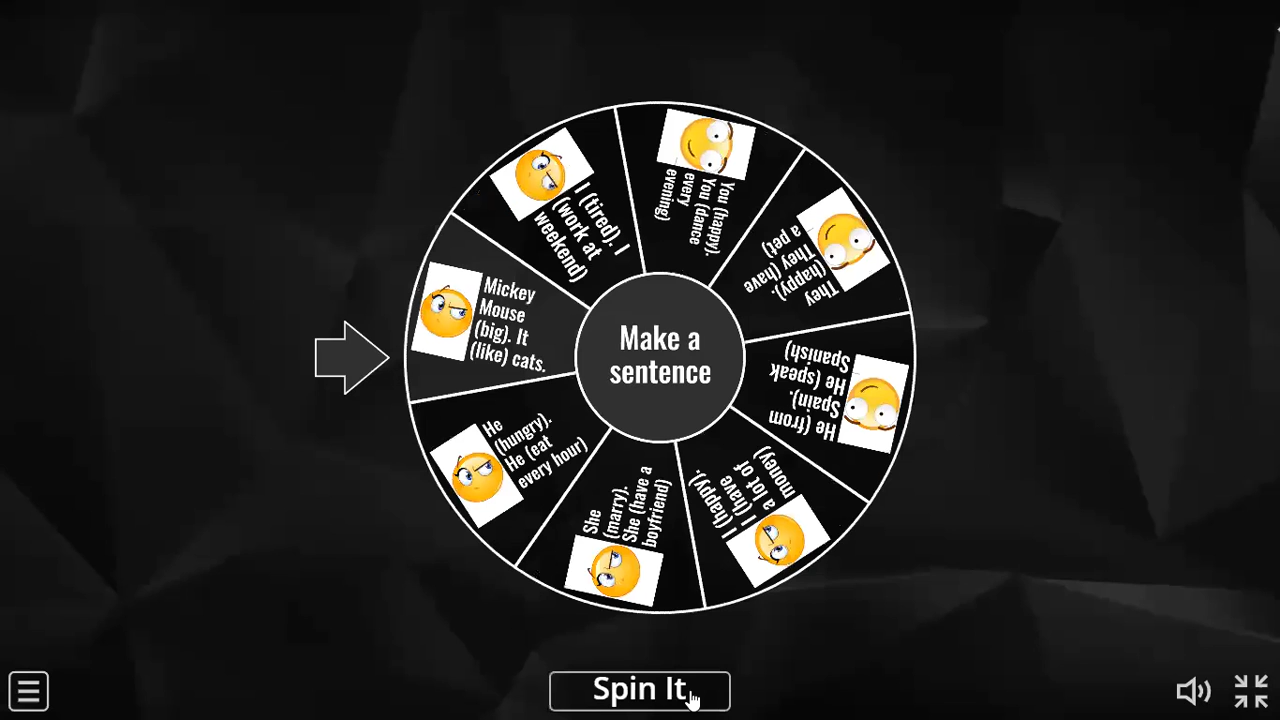 Make a
sentence
You (happy).
You (dance
every
evening)
They
(happy).
They (have
a pet)
He (from
Spain).
He (speak
Spanish)
I (happy).
I (have
a lot of
money)
She
(marry).
She (have a
boyfriend)
He
(hungry).
He (eat
every hour)
Mickey
Mouse
(big). It
(like) cats.
I (tired). I
(work at
weekend)
Spin It